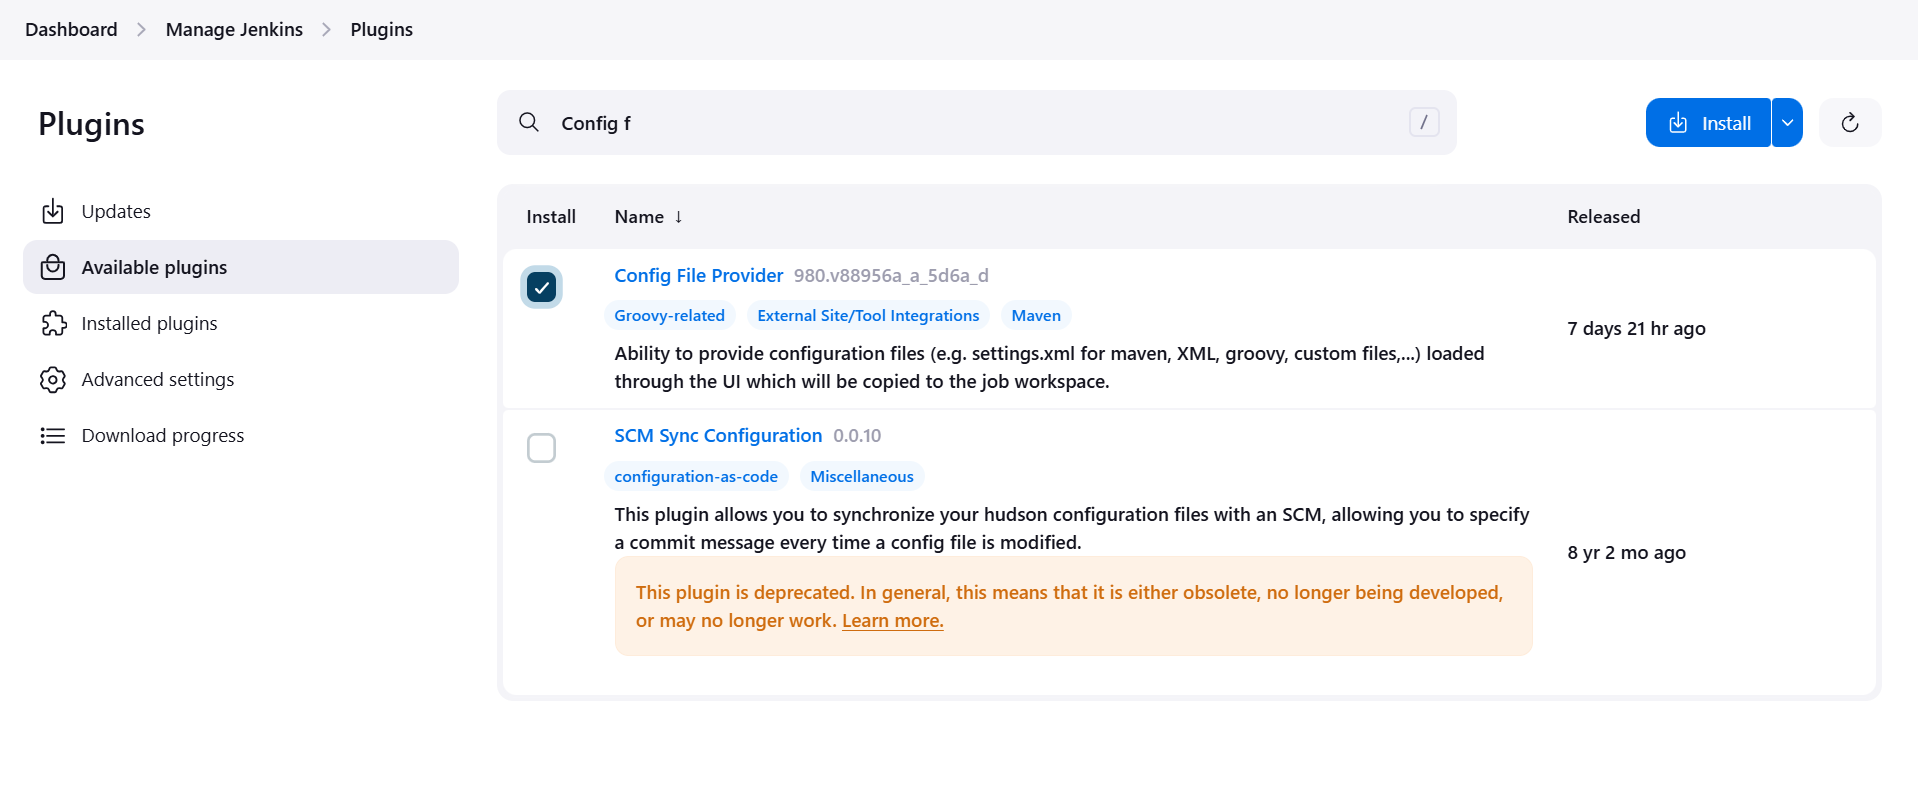 Dashboard > Manage Jenkins > Plugins
Plugins
Updates
Available plugins
Installed plugins
Advanced settings
Download progress
Config f
/
Install
Install Name ↓ Released
Config File Provider 980.v88956a_a_5d6a_d
Groovy-related External Site/Tool Integrations Maven
Ability to provide configuration files (e.g. settings.xml for maven, XML, groovy, custom files,...) loaded
through the UI which will be copied to the job workspace.
7 days 21 hr ago
SCM Sync Configuration 0.0.10
configuration-as-code Miscellaneous
This plugin allows you to synchronize your hudson configuration files with an SCM, allowing you to specify
a commit message every time a config file is modified.
This plugin is deprecated. In general, this means that it is either obsolete, no longer being developed,
or may no longer work. Learn more.
8 yr 2 mo ago